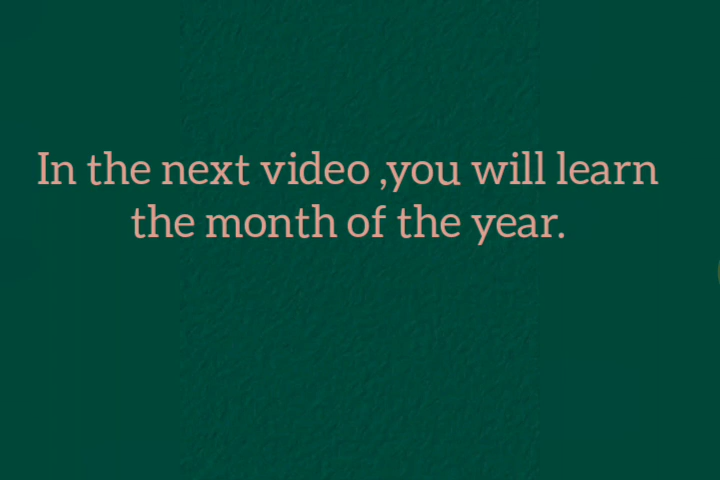 In the next video ,you will learn
the month of the year.